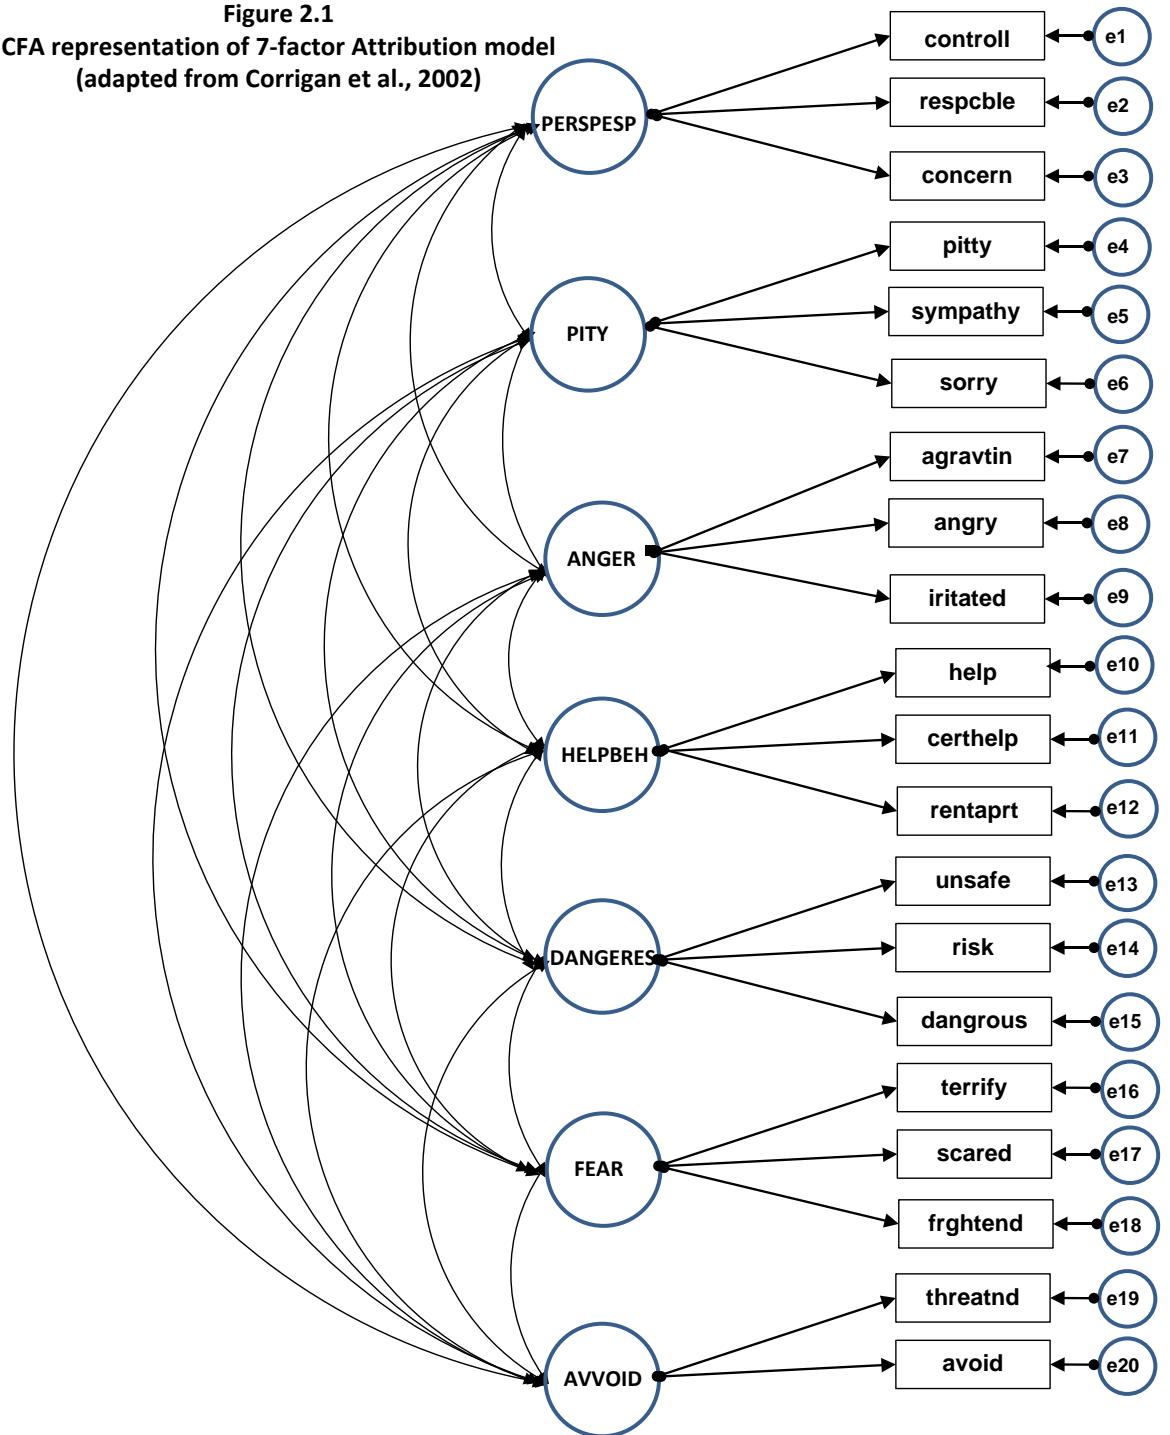 Figure 2.1
CFA representation of 7-factor Attribution model
(adapted from Corrigan et al., 2002)
controll
e1
PERSPESP
respcble
e2
concern
e3
pitty
e4
PITY
sympathy
e5
sorry
e6
agravtin
e7
ANGER
angry
e8
iritated
e9
help
e10
HELPBEH
certhelp
e11
rentaprt
e12
unsafe
e13
DANGERES
risk
e14
dangrous
e15
terrify
e16
FEAR
scared
e17
frghtend
e18
threatnd
e19
AVVOID
avoid
e20